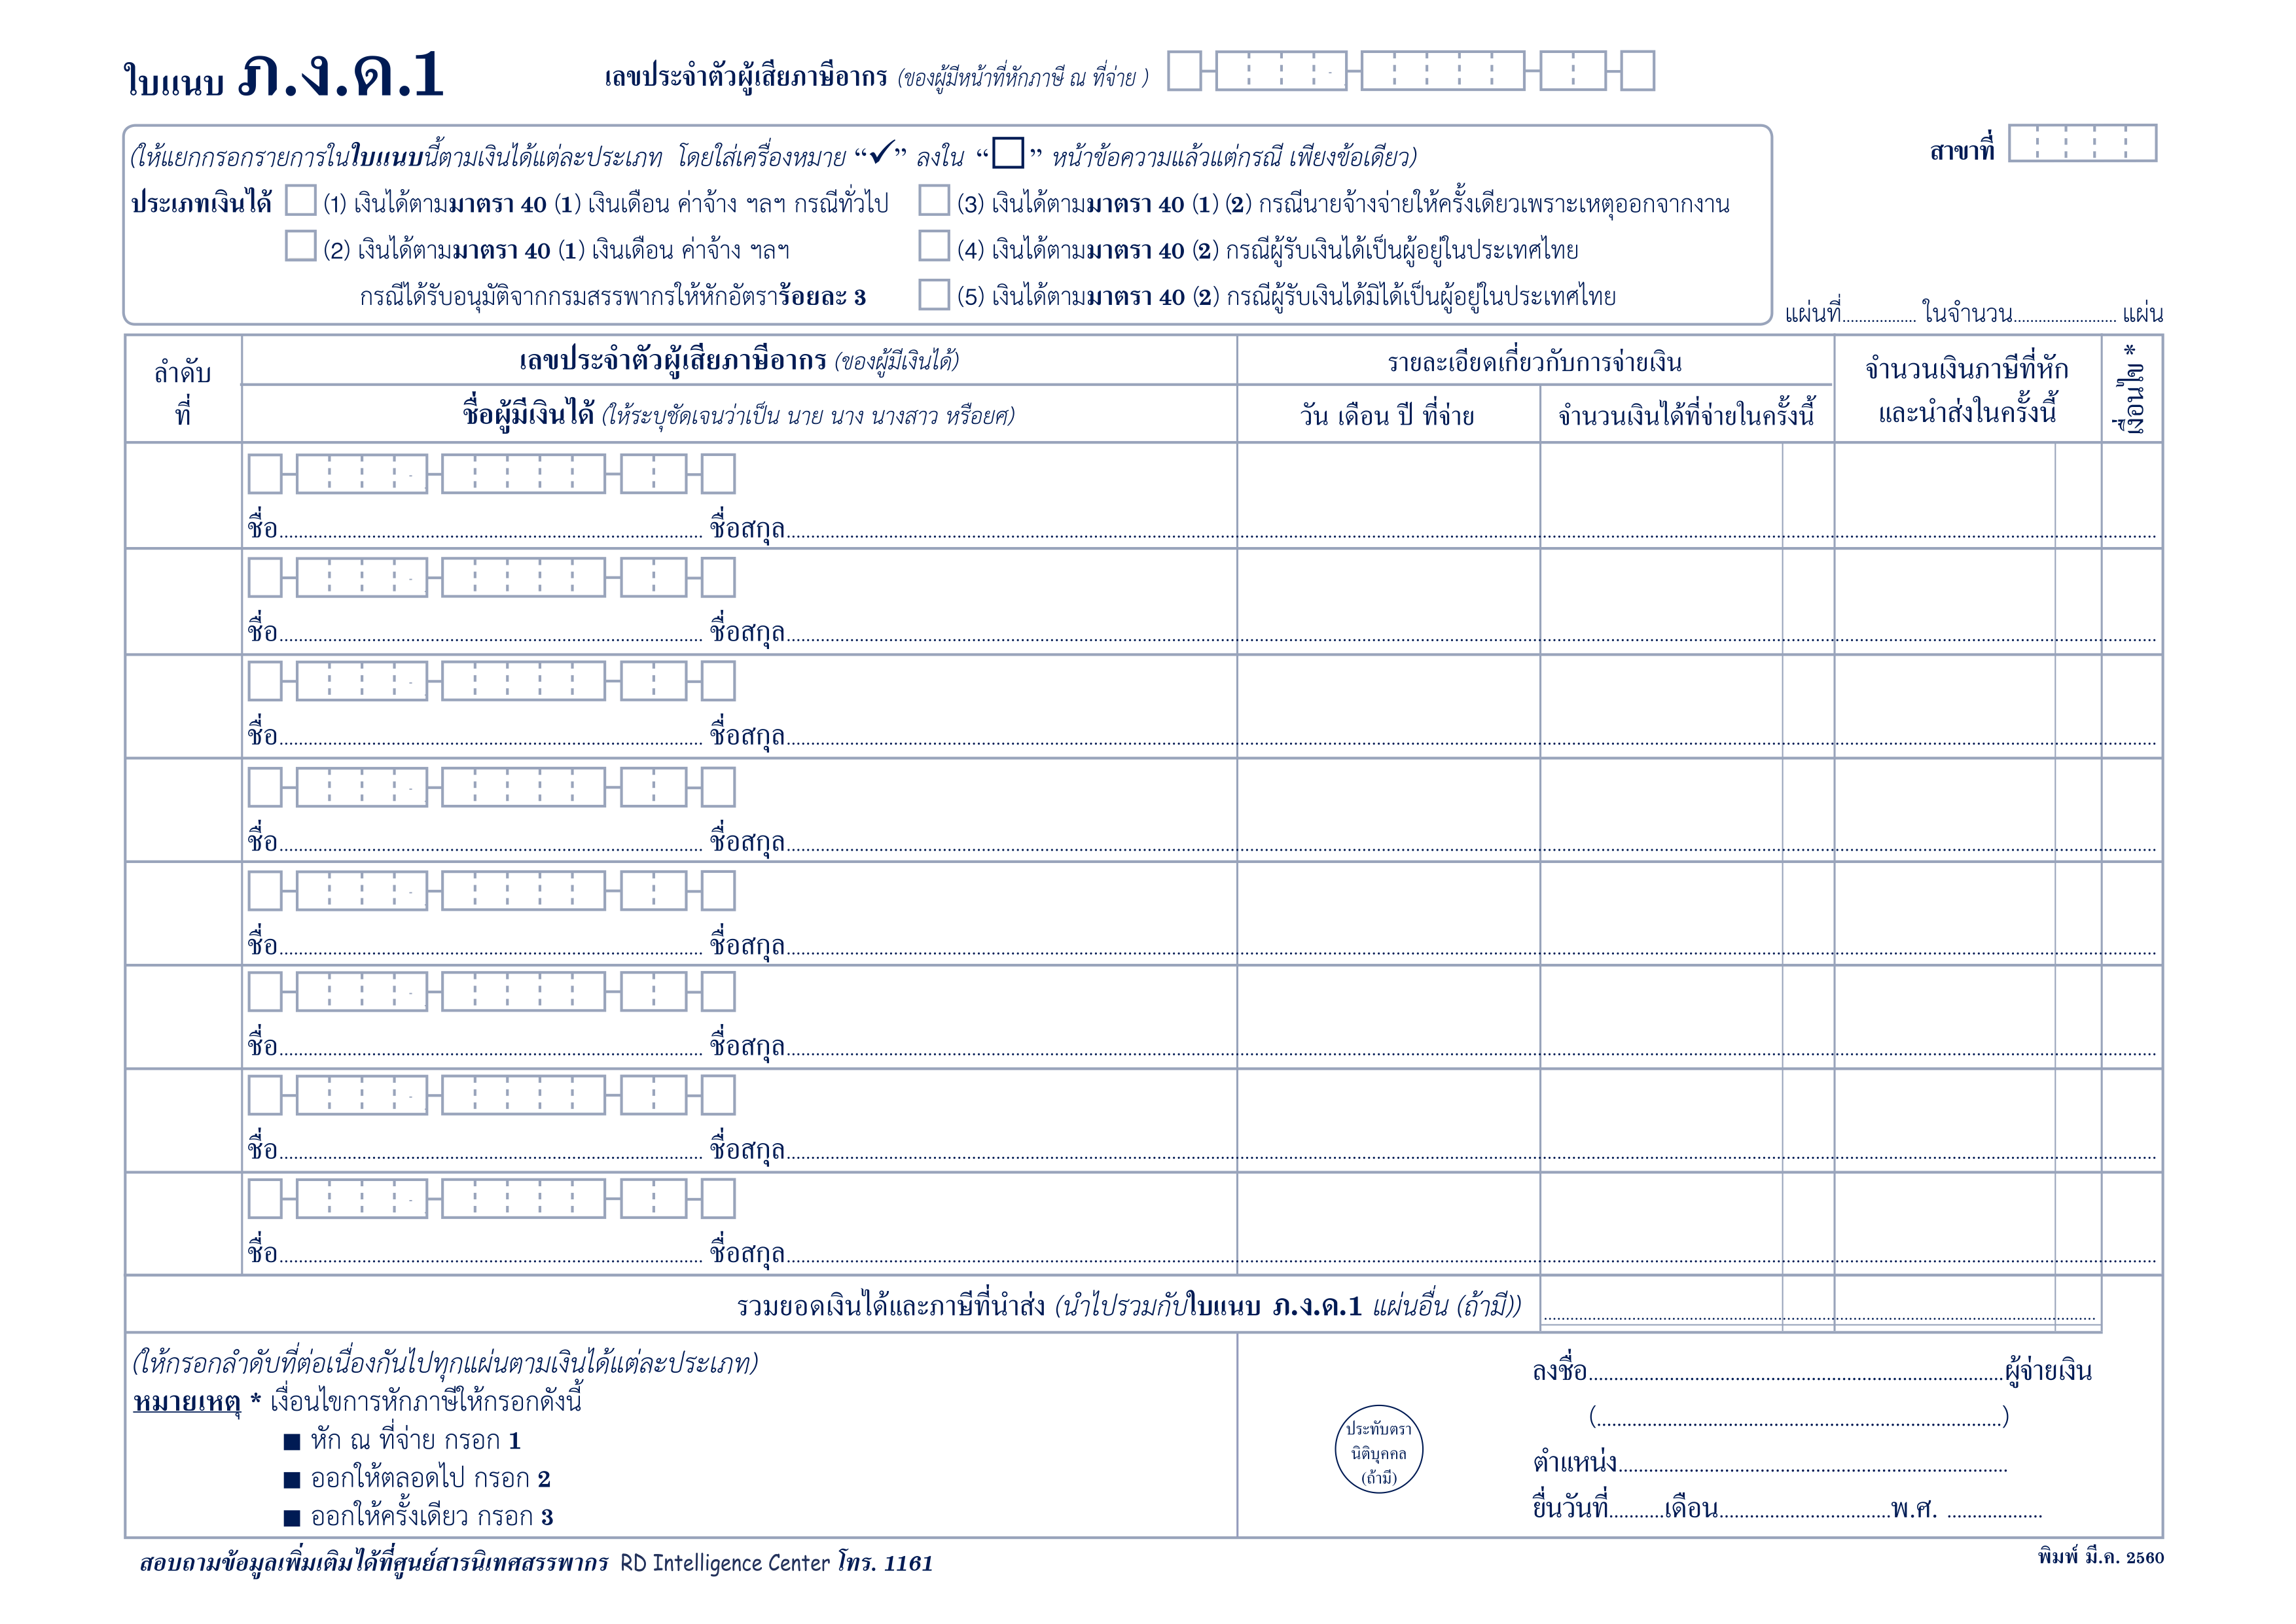 ใบแนบ ภ.ง.ด.1
เลขประจำตัวผู้เสียภาษีอากร (ของผู้มีหน้าที่หักภาษี ณ ที่จ่าย )
(ให้แยกกรอกรายการในใบแนบนี้ตามเงินได้แต่ละประเภท โดยใส่เครื่องหมาย “✓” ลงใน “☐” หน้าข้อความแล้วแต่กรณี เพียงข้อเดียว)
สาขาที่
ประเภทเงินได้ (1) เงินได้ตามมาตรา 40 (1) เงินเดือน ค่าจ้าง ฯลฯ กรณีทั่วไป
(2) เงินได้ตามมาตรา 40 (1) เงินเดือน ค่าจ้าง ฯลฯ
กรณีได้รับอนุมัติจากกรมสรรพากรให้หักอัตราร้อยละ 3
(3) เงินได้ตามมาตรา 40 (1) (2) กรณีนายจ้างจ่ายให้ครั้งเดียวเพราะเหตุออกจากงาน
(4) เงินได้ตามมาตรา 40 (2) กรณีผู้รับเงินได้เป็นผู้อยู่ในประเทศไทย
(5) เงินได้ตามมาตรา 40 (2) กรณีผู้รับเงินได้มิได้เป็นผู้อยู่ในประเทศไทย
แผ่นที่.................. ในจำนวน......................... แผ่น
ลำดับ
ที่
เลขประจำตัวผู้เสียภาษีอากร (ของผู้มีเงินได้)
ชื่อผู้มีเงินได้ (ให้ระบุชัดเจนว่าเป็น นาย นาง นางสาว หรือยศ)
รายละเอียดเกี่ยวกับการจ่ายเงิน
วัน เดือน ปี ที่จ่าย
จำนวนเงินได้ที่จ่ายในครั้งนี้
จำนวนเงินภาษีที่หัก
และนำส่งในครั้งนี้
เงื่อนไข *
ชื่อ.................... ชื่อสกุล....................
ชื่อ.................... ชื่อสกุล....................
ชื่อ.................... ชื่อสกุล....................
ชื่อ.................... ชื่อสกุล....................
ชื่อ.................... ชื่อสกุล....................
ชื่อ.................... ชื่อสกุล....................
ชื่อ.................... ชื่อสกุล....................
ชื่อ.................... ชื่อสกุล....................
รวมยอดเงินได้และภาษีที่นำส่ง (นำไปรวมกับใบแนบ ภ.ง.ด.1 แผ่นอื่น (ถ้ามี))
(ให้กรอกลำดับที่ต่อเนื่องกันไปทุกแผ่นตามเงินได้แต่ละประเภท)
หมายเหตุ * เงื่อนไขการหักภาษีให้กรอกดังนี้
■ หัก ณ ที่จ่าย กรอก 1
■ ออกให้ตลอดไป กรอก 2
■ ออกให้ครั้งเดียว กรอก 3
ประทับตรา
นิติบุคคล
(ถ้ามี)
ลงชื่อ....................ผู้จ่ายเงิน
(....................)
ตำแหน่ง....................
ยื่นวันที่..........เดือน....................พ.ศ. ..................
สอบถามข้อมูลเพิ่มเติมได้ที่ศูนย์สารนิเทศสรรพากร RD Intelligence Center โทร. 1161
พิมพ์ มี.ค. 2560